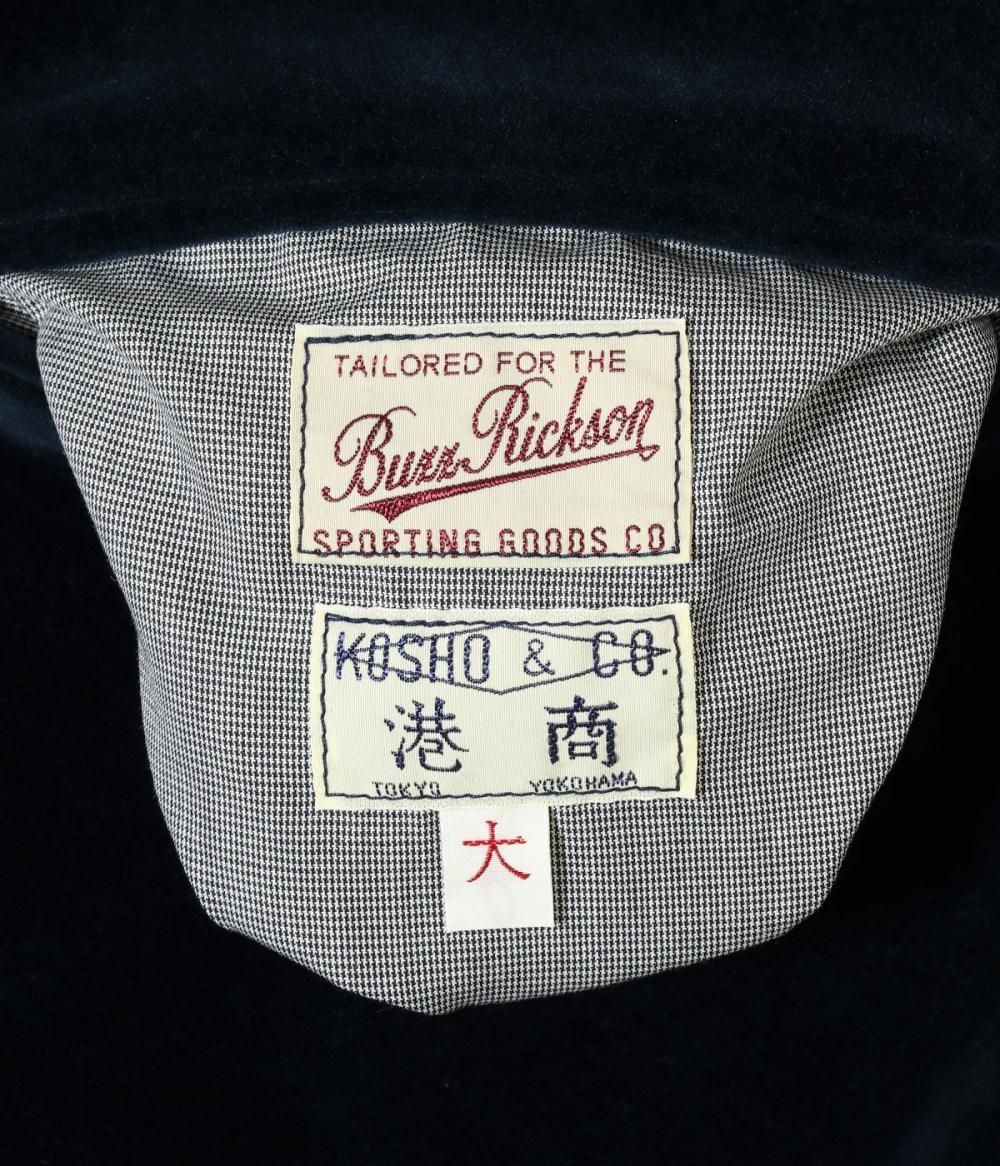 TAILORED FOR THE
Buzz Rickson
SPORTING GOODS CO
KOSHO & CO.
港 商
TOKYO YOKOHAMA
大